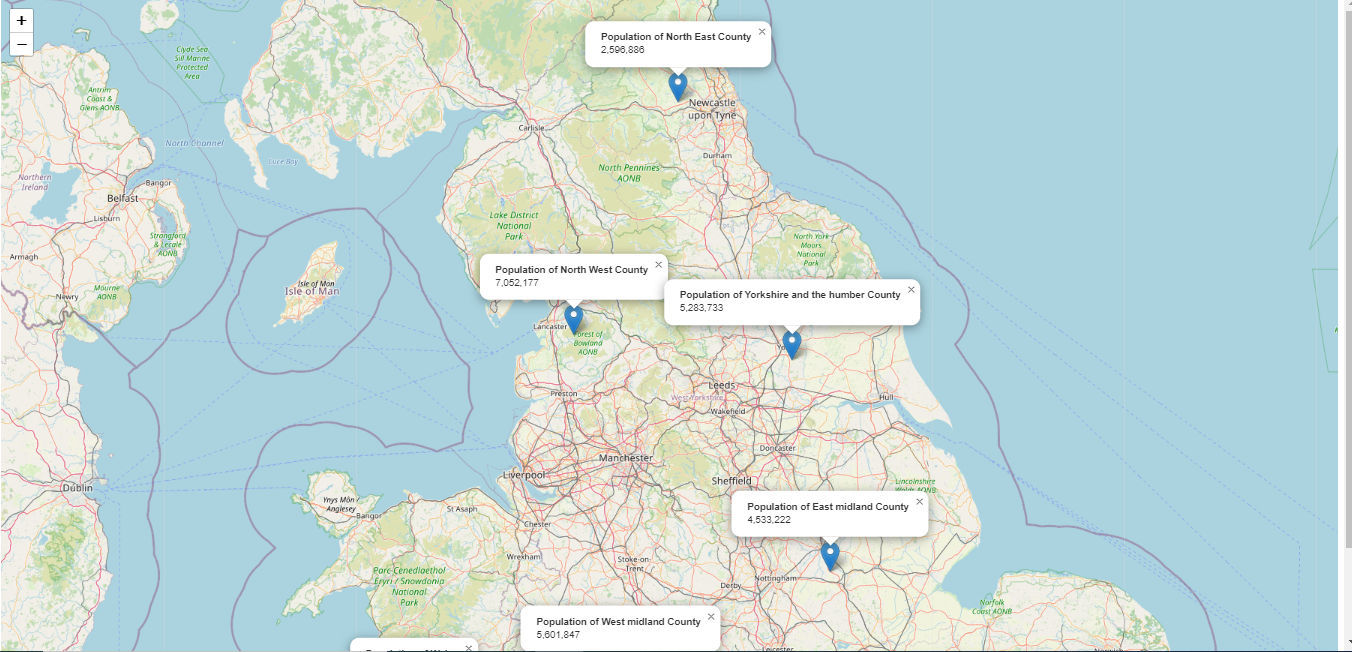 +
−
Population of North East County ×
2,596,886
Clyde Sea
Sill Marine
Protected
Area
Antrim
Coast &
Glens AONB
Newcastle
upon Tyne
Carlisle
North Channel
Luce Bay
Durham
North Pennines
AONB
Northern
Ireland
Bangor
Belfast
Lisburn
Lake District
National
Park
Strangford
& Lecale
AONB
North York
Moors
National
Park
Armagh
Population of North West County ×
7,052,177
Isle of Man
Isle of Man
Mourne
AONB
Newry
Population of Yorkshire and the humber County ×
5,283,733
Lancaster
Forest of
Bowland
AONB
Leeds
West Yorkshire
Preston
Hull
Wakefield
Doncaster
Manchester
Liverpool
Sheffield
Lincolnshire
AONB
Dublin
Ynys Môn /
Anglesey
Bangor
St Asaph
Population of East midland County ×
4,533,222
Chester
Wrexham
Stoke-on-
Trent
Parc Cenedlaethol
Eryri / Snowdonia
National
Park
Derby
Nottingham
Norfolk
Coast AONB
Population of West midland County ×
5,601,847
Leicester
×